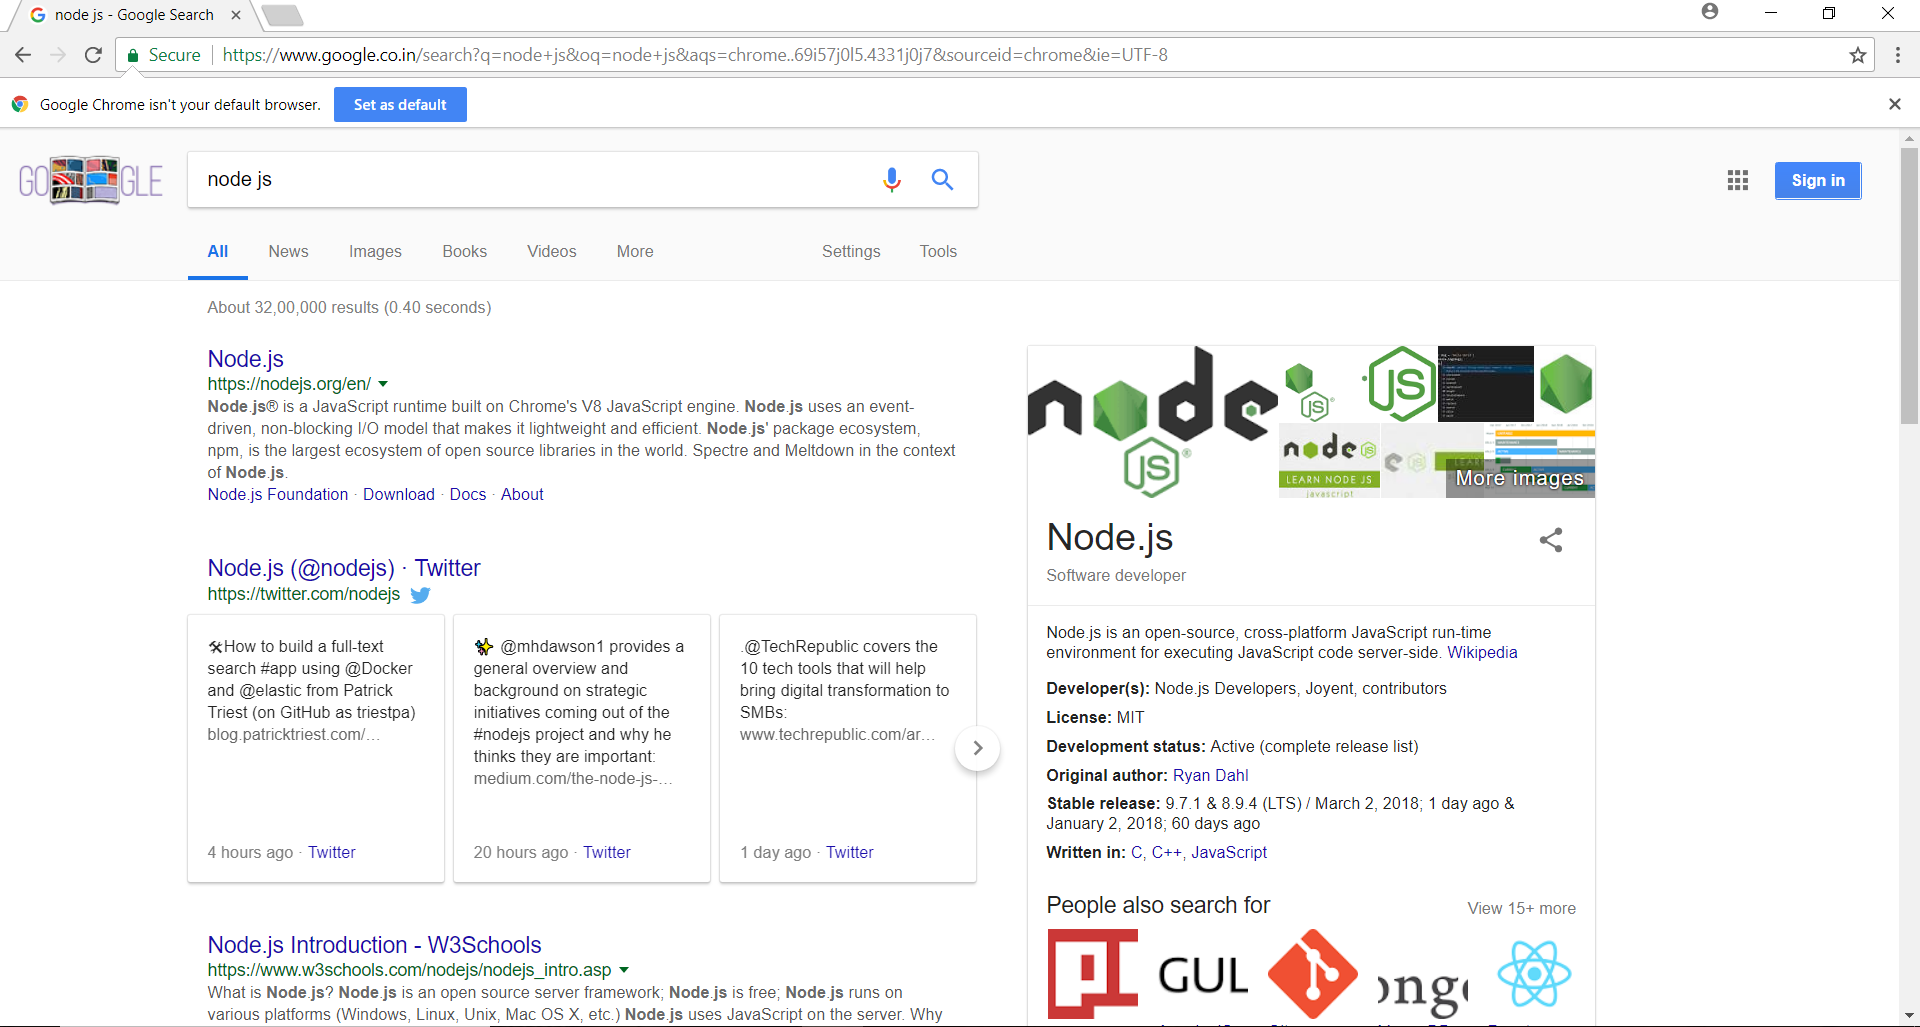 node js - Google Search
Secure
https://www.google.co.in/search?q=node+js&oq=node+js&aqs=chrome..69i57j0l5.4331j0j7&sourceid=chrome&ie=UTF-8
Google Chrome isn't your default browser.
Set as default
GO GLE
node js
Sign in
All News Images Books Videos More Settings Tools
About 32,00,000 results (0.40 seconds)
Node.js
https://nodejs.org/en/
Node.js® is a JavaScript runtime built on Chrome's V8 JavaScript engine. Node.js uses an event-
driven, non-blocking I/O model that makes it lightweight and efficient. Node.js' package ecosystem,
npm, is the largest ecosystem of open source libraries in the world. Spectre and Meltdown in the context
of Node.js.
Node.js Foundation · Download · Docs · About
Node.js (@nodejs) · Twitter
https://twitter.com/nodejs
🛠How to build a full-text
search #app using @Docker
and @elastic from Patrick
Triest (on GitHub as triestpa)
blog.patricktriest.com/…
4 hours ago · Twitter
✨ @mhdawson1 provides a
general overview and
background on strategic
initiatives coming out of the
#nodejs project and why he
thinks they are important:
medium.com/the-node-js-…
20 hours ago · Twitter
.@TechRepublic covers the
10 tech tools that will help
bring digital transformation to
SMBs:
www.techrepublic.com/ar…
1 day ago · Twitter
Node.js Introduction - W3Schools
https://www.w3schools.com/nodejs/nodejs_intro.asp
What is Node.js? Node.js is an open source server framework; Node.js is free; Node.js runs on
various platforms (Windows, Linux, Unix, Mac OS X, etc.) Node.js uses JavaScript on the server. Why
node
JS ®
JS ®
JS
node JS
LEARN NODE JS
javascript
JS
More images
Node.js
Software developer
Node.js is an open-source, cross-platform JavaScript run-time
environment for executing JavaScript code server-side. Wikipedia
Developer(s): Node.js Developers, Joyent, contributors
License: MIT
Development status: Active (complete release list)
Original author: Ryan Dahl
Stable release: 9.7.1 & 8.9.4 (LTS) / March 2, 2018; 1 day ago &
January 2, 2018; 60 days ago
Written in: C, C++, JavaScript
People also search for
View 15+ more
GUL
ong